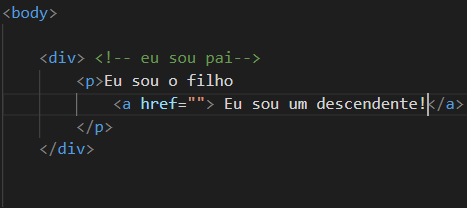 <body>
<div> <!-- eu sou pai-->
<p>Eu sou o filho
<a href=""> Eu sou um descendente!</a>
</p>
</div>